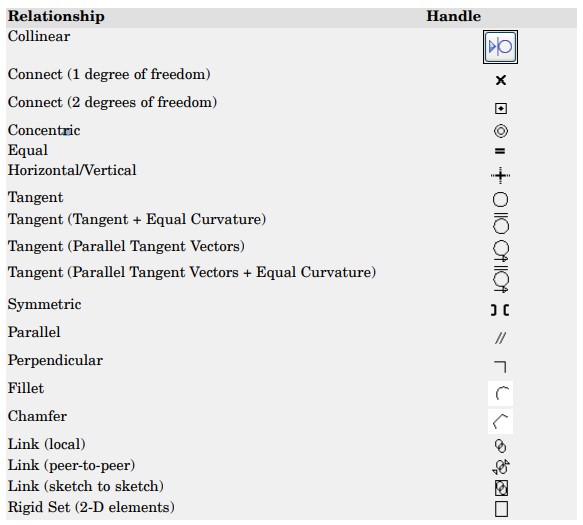 Relationship Handle
Collinear
Connect (1 degree of freedom)
Connect (2 degrees of freedom)
Concentric
Equal
Horizontal/Vertical
Tangent
Tangent (Tangent + Equal Curvature)
Tangent (Parallel Tangent Vectors)
Tangent (Parallel Tangent Vectors + Equal Curvature)
Symmetric
Parallel
Perpendicular
Fillet
Chamfer
Link (local)
Link (peer-to-peer)
Link (sketch to sketch)
Rigid Set (2-D elements)